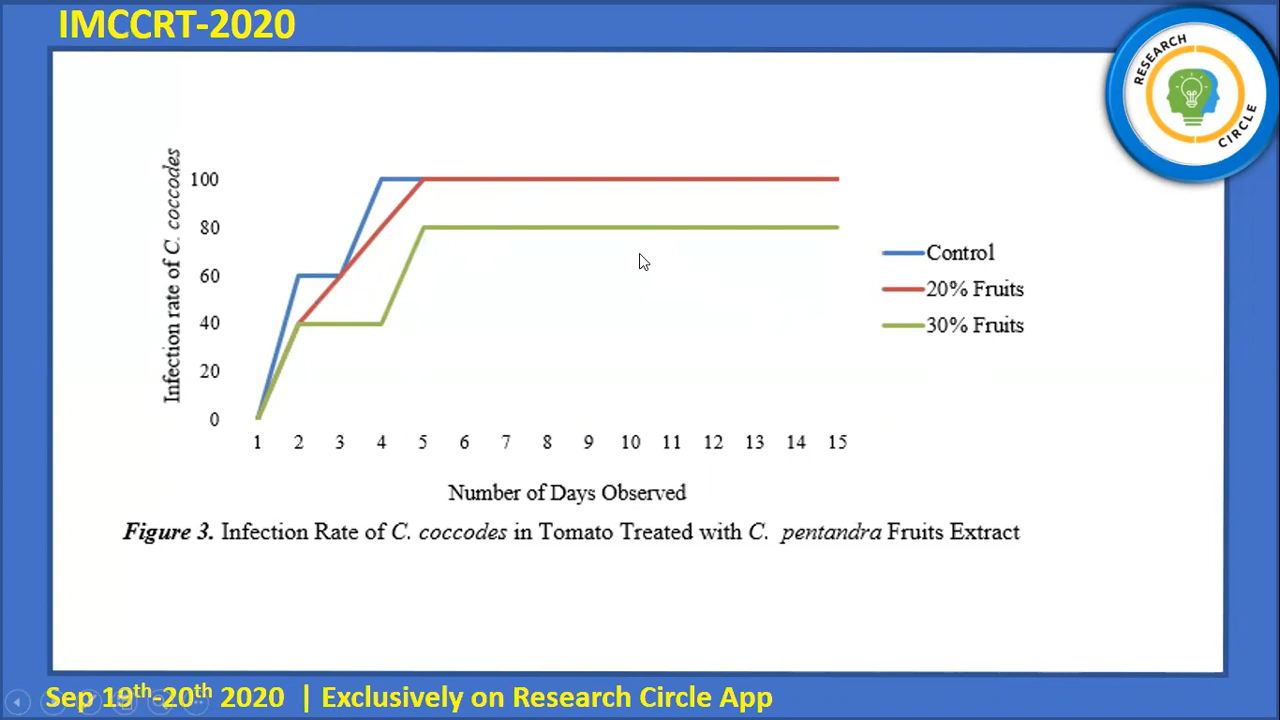 IMCCRT-2020
RESEARCH
CIRCLE
Infection rate of C. coccodes
100
80
60
40
20
0
1 2 3 4 5 6 7 8 9 10 11 12 13 14 15
Number of Days Observed
Control
20% Fruits
30% Fruits
Figure 3. Infection Rate of C. coccodes in Tomato Treated with C. pentandra Fruits Extract
Sep 19th-20th 2020 | Exclusively on Research Circle App